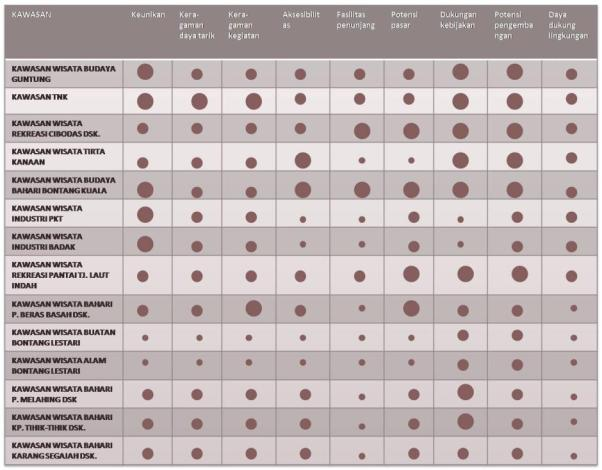 KAWASAN
Keunikan
Kera-
gaman
daya tarik
Kera-
gaman
kegiatan
Aksesibilit
as
Fasilitas
penunjang
Potensi
pasar
Dukungan
kebijakan
Potensi
pengemba
ngan
Daya
dukung
lingkungan
KAWASAN WISATA BUDAYA
GUNTUNG
KAWASAN TNK
KAWASAN WISATA
REKREASI CIBODAS DSK.
KAWASAN WISATA TIRTA
KANAAN
KAWASAN WISATA BUDAYA
BAHARI BONTANG KUALA
KAWASAN WISATA
INDUSTRI PKT
KAWASAN WISATA
INDUSTRI BADAK
KAWASAN WISATA
REKREASI PANTAI TJ. LAUT
INDAH
KAWASAN WISATA BAHARI
P. BERAS BASAH DSK.
KAWASAN WISATA BUATAN
BONTANG LESTARI
KAWASAN WISATA ALAM
BONTANG LESTARI
KAWASAN WISATA BAHARI
P. MELAHING DSK
KAWASAN WISATA BAHARI
KP. TIHIK-TIHIK DSK.
KAWASAN WISATA BAHARI
KARANG SEGAJAH DSK.